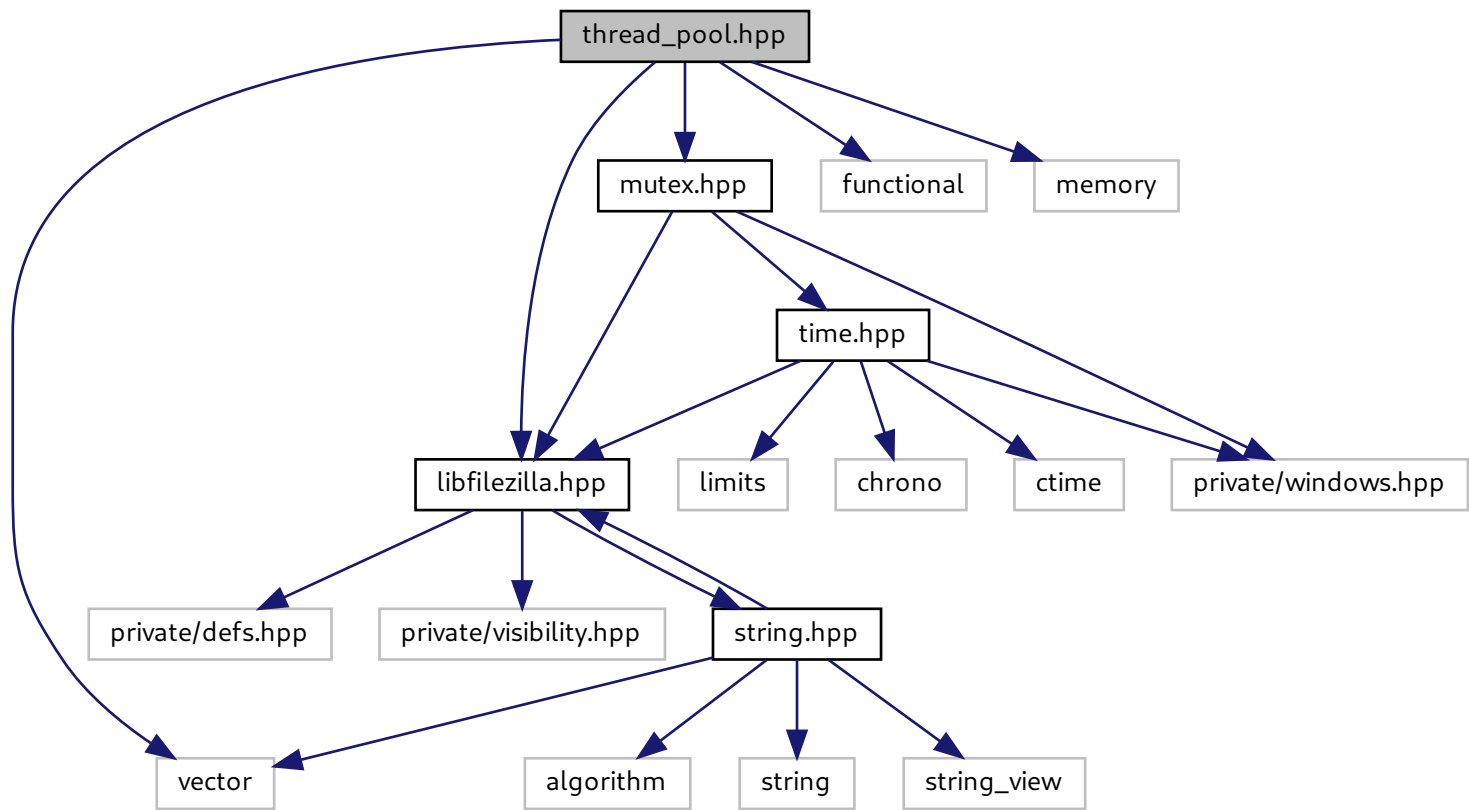 thread_pool.hpp
mutex.hpp
functional
memory
time.hpp
libfilezilla.hpp
limits
chrono
ctime
private/windows.hpp
private/defs.hpp
private/visibility.hpp
string.hpp
vector
algorithm
string
string_view